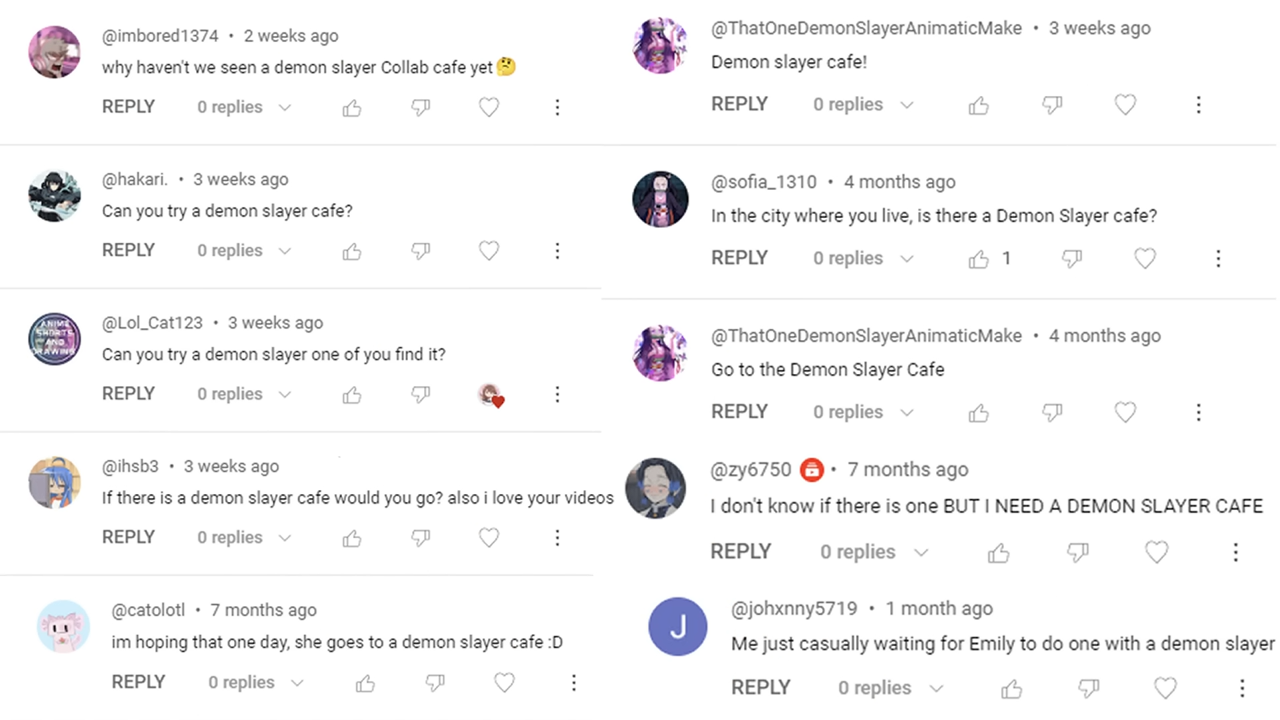 @imbored1374 • 2 weeks ago
why haven't we seen a demon slayer Collab cafe yet 🤔
REPLY 0 replies
@hakari. • 3 weeks ago
Can you try a demon slayer cafe?
REPLY 0 replies
@Lol_Cat123 • 3 weeks ago
Can you try a demon slayer one of you find it?
REPLY 0 replies
ANIME
SHORTS
AND
DRAWING
@ihsb3 • 3 weeks ago
If there is a demon slayer cafe would you go? also i love your videos
REPLY 0 replies
@catolotl • 7 months ago
im hoping that one day, she goes to a demon slayer cafe :D
REPLY 0 replies
@ThatOneDemonSlayerAnimaticMake • 3 weeks ago
Demon slayer cafe!
REPLY 0 replies
@sofia_1310 • 4 months ago
In the city where you live, is there a Demon Slayer cafe?
REPLY 0 replies 1
@ThatOneDemonSlayerAnimaticMake • 4 months ago
Go to the Demon Slayer Cafe
REPLY 0 replies
@zy6750 • 7 months ago
I don't know if there is one BUT I NEED A DEMON SLAYER CAFE
REPLY 0 replies
J
@johxnny5719 • 1 month ago
Me just casually waiting for Emily to do one with a demon slayer
REPLY 0 replies